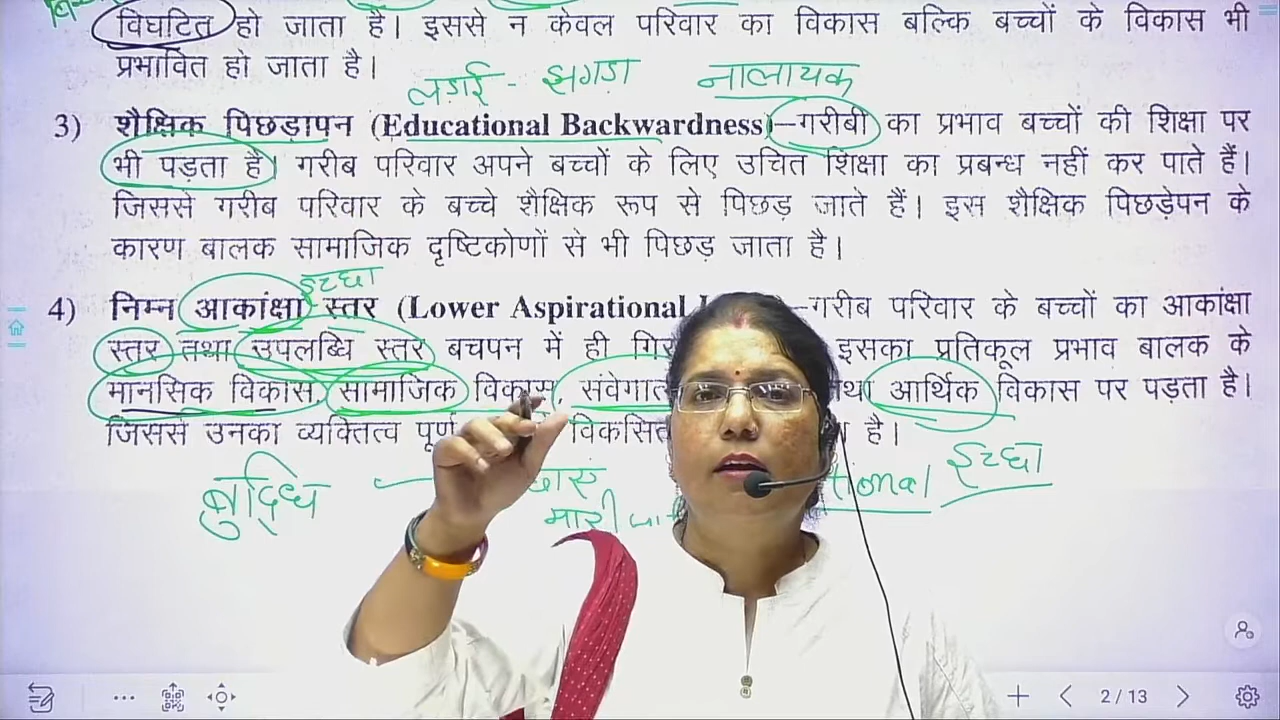 विघटित हो जाता है। इससे न केवल परिवार का विकास बल्कि बच्चों के विकास भी
प्रभावित हो जाता है।
लड़ाई - झगड़ा नालायक
3) शैक्षिक पिछड़ापन (Educational Backwardness)–गरीबी का प्रभाव बच्चों की शिक्षा पर
भी पड़ता है। गरीब परिवार अपने बच्चों के लिए उचित शिक्षा का प्रबन्ध नहीं कर पाते हैं।
जिससे गरीब परिवार के बच्चे शैक्षिक रूप से पिछड़ जाते हैं। इस शैक्षिक पिछड़ेपन के
कारण बालक सामाजिक दृष्टिकोणों से भी पिछड़ जाता है।
इच्छा
4) निम्न आकांक्षा स्तर (Lower Aspirational –गरीब परिवार के बच्चों का आकांक्षा
स्तर तथा उपलब्धि स्तर बचपन में ही इसका प्रतिकूल प्रभाव बालक के
मानसिक विकास, सामाजिक विकास, आर्थिक विकास पर पड़ता है।
जिससे उनका व्यक्तित्व पूर्ण विकसित है।
इच्छा
बुद्धि
मारी
2/13